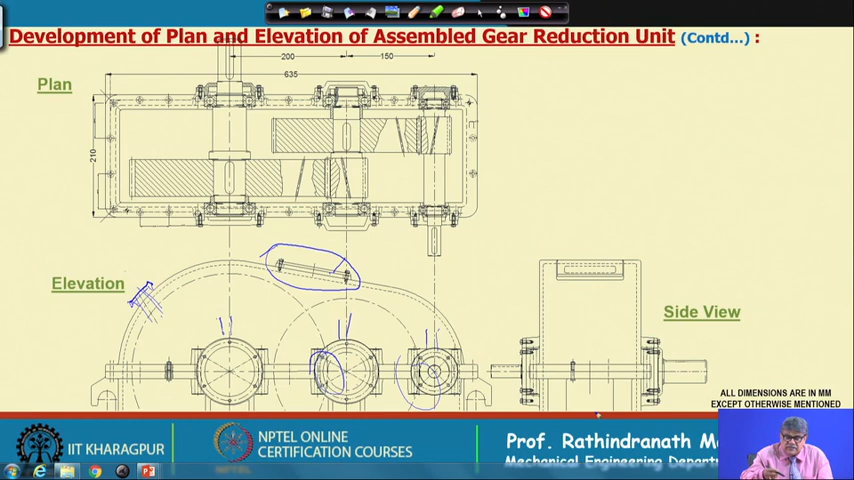 Development of Plan and Elevation of Assembled Gear Reduction Unit (Contd...) :
200
150
635
Plan
210
Elevation
Side View
ALL DIMENSIONS ARE IN MM
EXCEPT OTHERWISE MENTIONED
IIT KHARAGPUR
NPTEL ONLINE
CERTIFICATION COURSES
Prof. Rathindranath
Mechanical Engineering